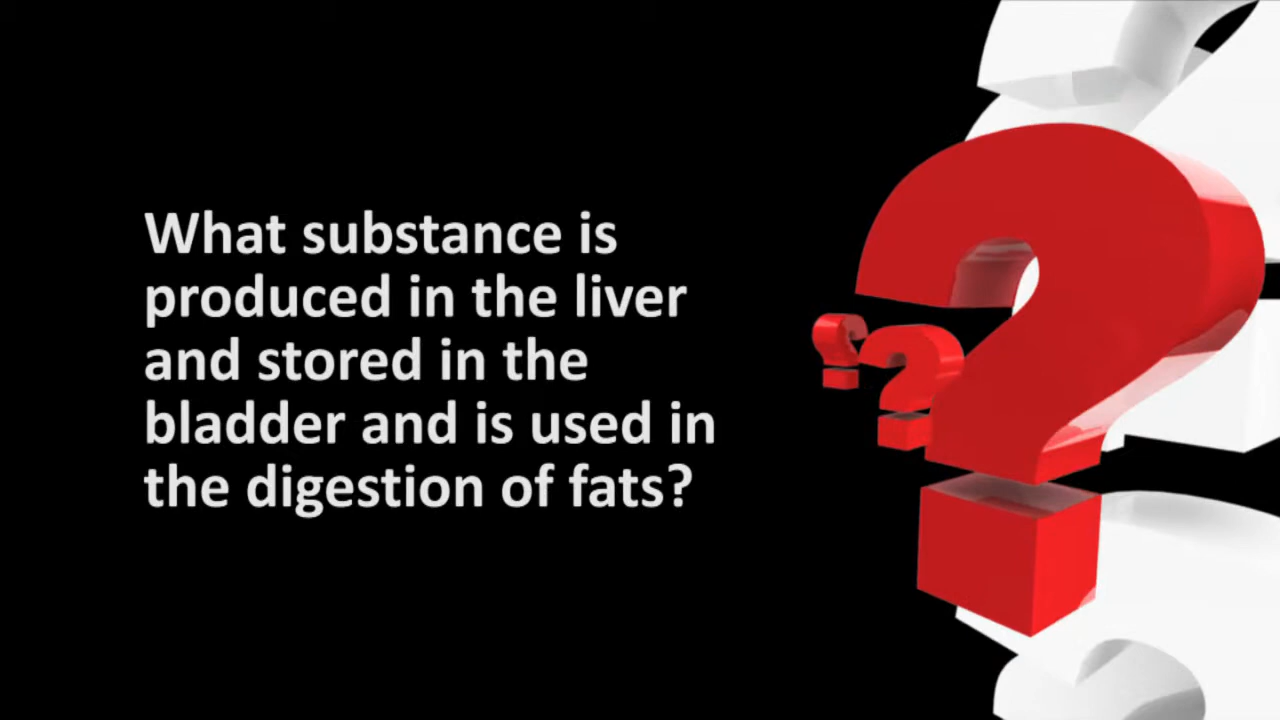 What substance is
produced in the liver
and stored in the
bladder and is used in
the digestion of fats?